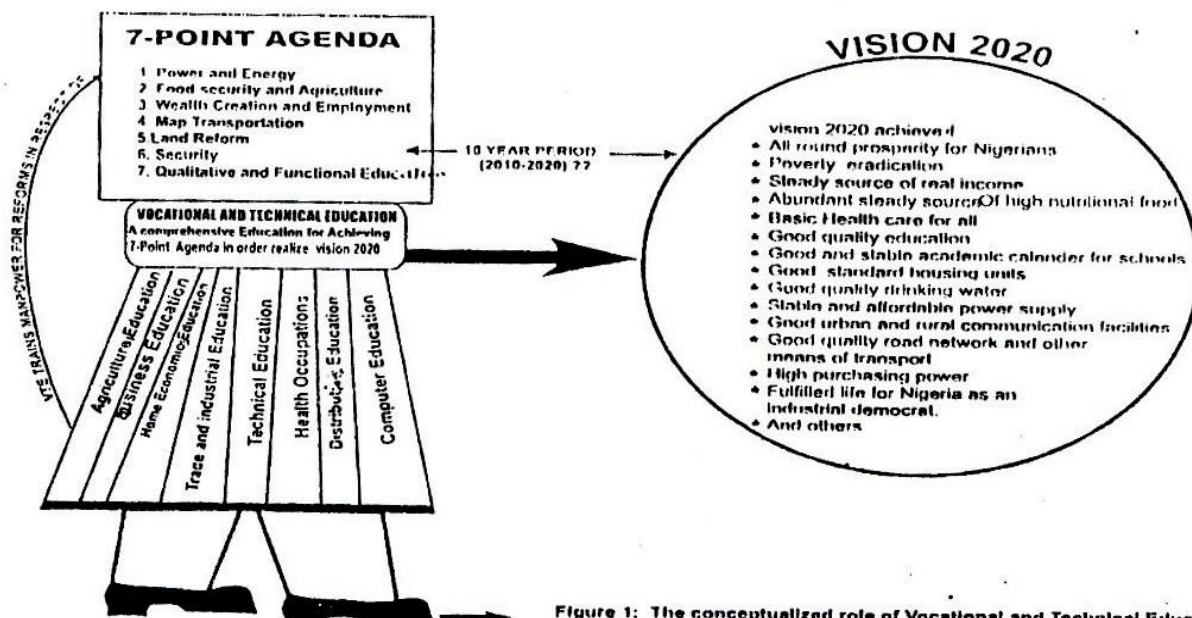 7-POINT AGENDA
1 Power and Energy
2 Food security and Agriculture
3 Wealth Creation and Employment
4 Map Transportation
5. Land Reform
6. Security
7. Qualitative and Functional Education
VTE TRAINS MANPOWER FOR REFORMS IN RESPECT OF
10 YEAR PERIOD
(2010-2020) ??
VOCATIONAL AND TECHNICAL EDUCATION
A comprehensive Education for Achieving
7-Point Agenda in order realize vision 2020
Agriculture Education
Business Education
Home Economics Education
Trace and industrial Education
Technical Education
Health Occupations
Distributive Education
Computer Education
VISION 2020
vision 2020 achieved
* All round prosperity for Nigerians
* Poverty eradication
* Steady source of real income
* Abundant steady source Of high nutritional food
* Basic Health care for all
* Good quality education
* Good and stable academic calender for schools
* Good standard housing units
* Good quality drinking water
* Stable and affordable power supply
* Good urban and rural communication facilities
* Good quality road network and other
means of transport
* High purchasing power
* Fulfilled life for Nigeria as an
Industrial democrat.
* And others
Figure 1: The conceptualized role of Vocational and Technical